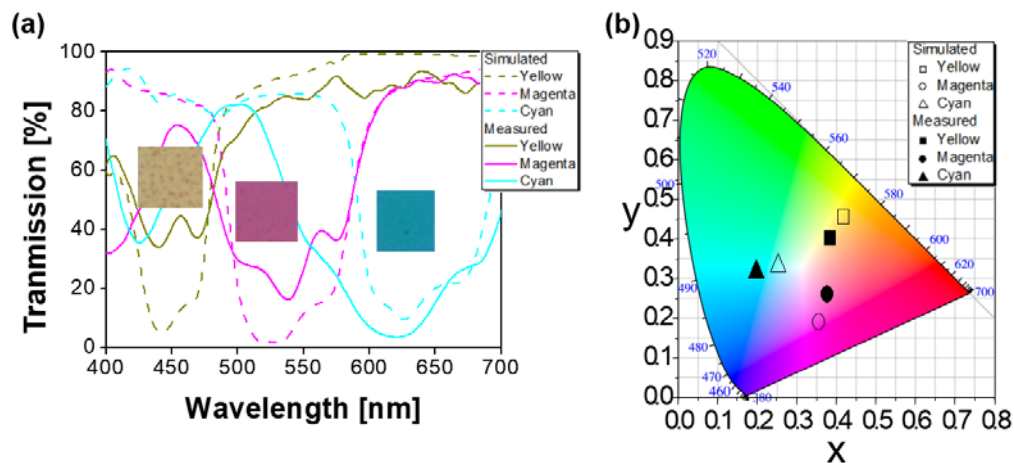 (a)
100
80
60
40
20
0
400 450 500 550 600 650 700
Tranmission [%]
Wavelength [nm]
Simulated
Yellow
Magenta
Cyan
Measured
Yellow
Magenta
Cyan
(b)
0.9
0.8
0.7
0.6
0.5
0.4
0.3
0.2
0.1
0.0
0.0 0.1 0.2 0.3 0.4 0.5 0.6 0.7 0.8
y
x
520
540
560
580
600
620
700
500
490
480
470
460
380
Simulated
Yellow
Magenta
Cyan
Measured
Yellow
Magenta
Cyan